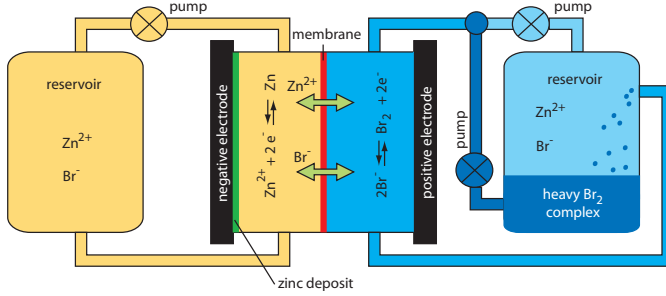 pump
pump
membrane
reservoir
Zn²⁺
Br⁻
negative electrode
Zn²⁺ + 2 e⁻ ⇌ Zn
Zn²⁺
Br⁻
2Br⁻ ⇌ Br₂ + 2e⁻
positive electrode
pump
reservoir
Zn²⁺
Br⁻
heavy Br₂
complex
zinc deposit